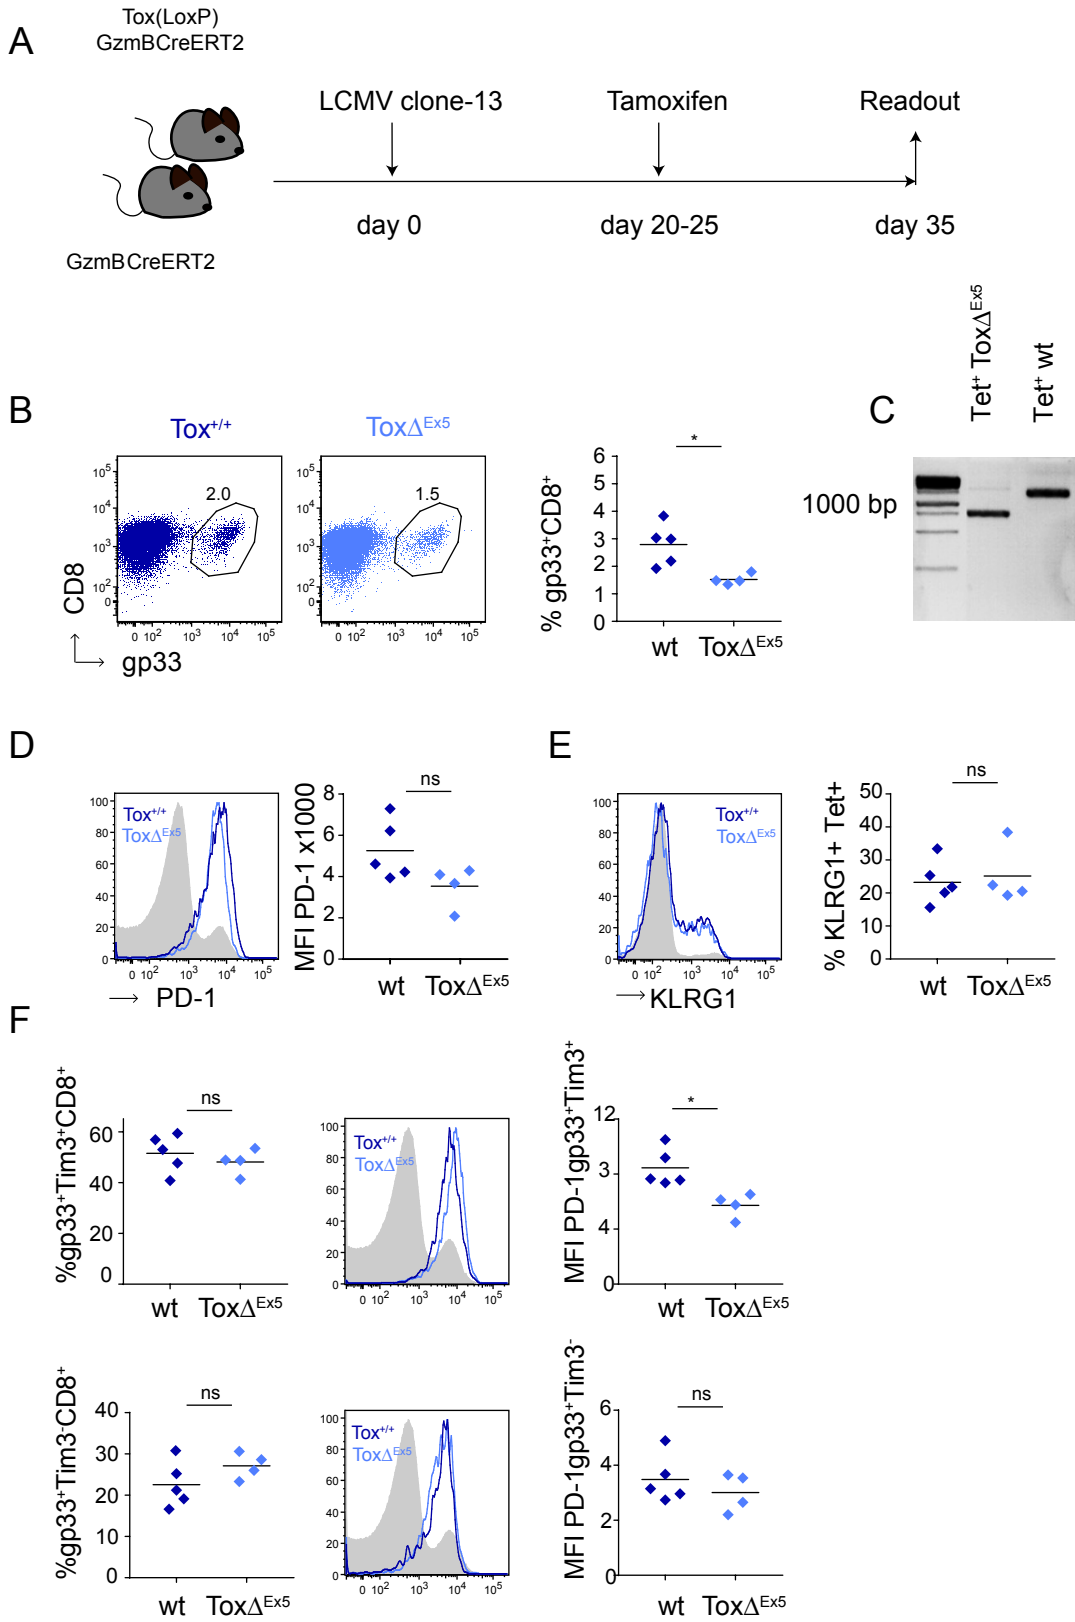 A
Tox(LoxP)
GzmBCreERT2
LCMV clone-13
Tamoxifen
Readout
day 0
day 20-25
day 35
GzmBCreERT2
B
Tox+/+
ToxΔEx5
10⁵
10⁴
10³
10²
0
2.0
0 10² 10³ 10⁴ 10⁵
CD8
gp33
10⁵
10⁴
10³
10²
0
1.5
0 10² 10³ 10⁴ 10⁵
% gp33+CD8+
6
5
4
3
2
1
0
*
wt ToxΔEx5
C
Tet+ ToxΔEx5
Tet+ wt
1000 bp
D
100
80
60
40
20
0
Tox+/+
ToxΔEx5
0 10² 10³ 10⁴ 10⁵
PD-1
MFI PD-1 x1000
8
6
4
2
0
ns
wt ToxΔEx5
E
100
80
60
40
20
0
Tox+/+
ToxΔEx5
0 10² 10³ 10⁴ 10⁵
KLRG1
% KLRG1+ Tet+
50
40
30
20
10
0
ns
wt ToxΔEx5
F
%gp33+Tim3+CD8+
60
40
20
0
ns
wt ToxΔEx5
100
80
60
40
20
0
Tox+/+
ToxΔEx5
0 10² 10³ 10⁴ 10⁵
MFI PD-1gp33+Tim3+
12
3
4
0
*
wt ToxΔEx5
%gp33+Tim3-CD8+
40
30
20
10
0
ns
wt ToxΔEx5
100
80
60
40
20
0
Tox+/+
ToxΔEx5
0 10² 10³ 10⁴ 10⁵
MFI PD-1gp33+Tim3-
6
4
2
0
ns
wt ToxΔEx5